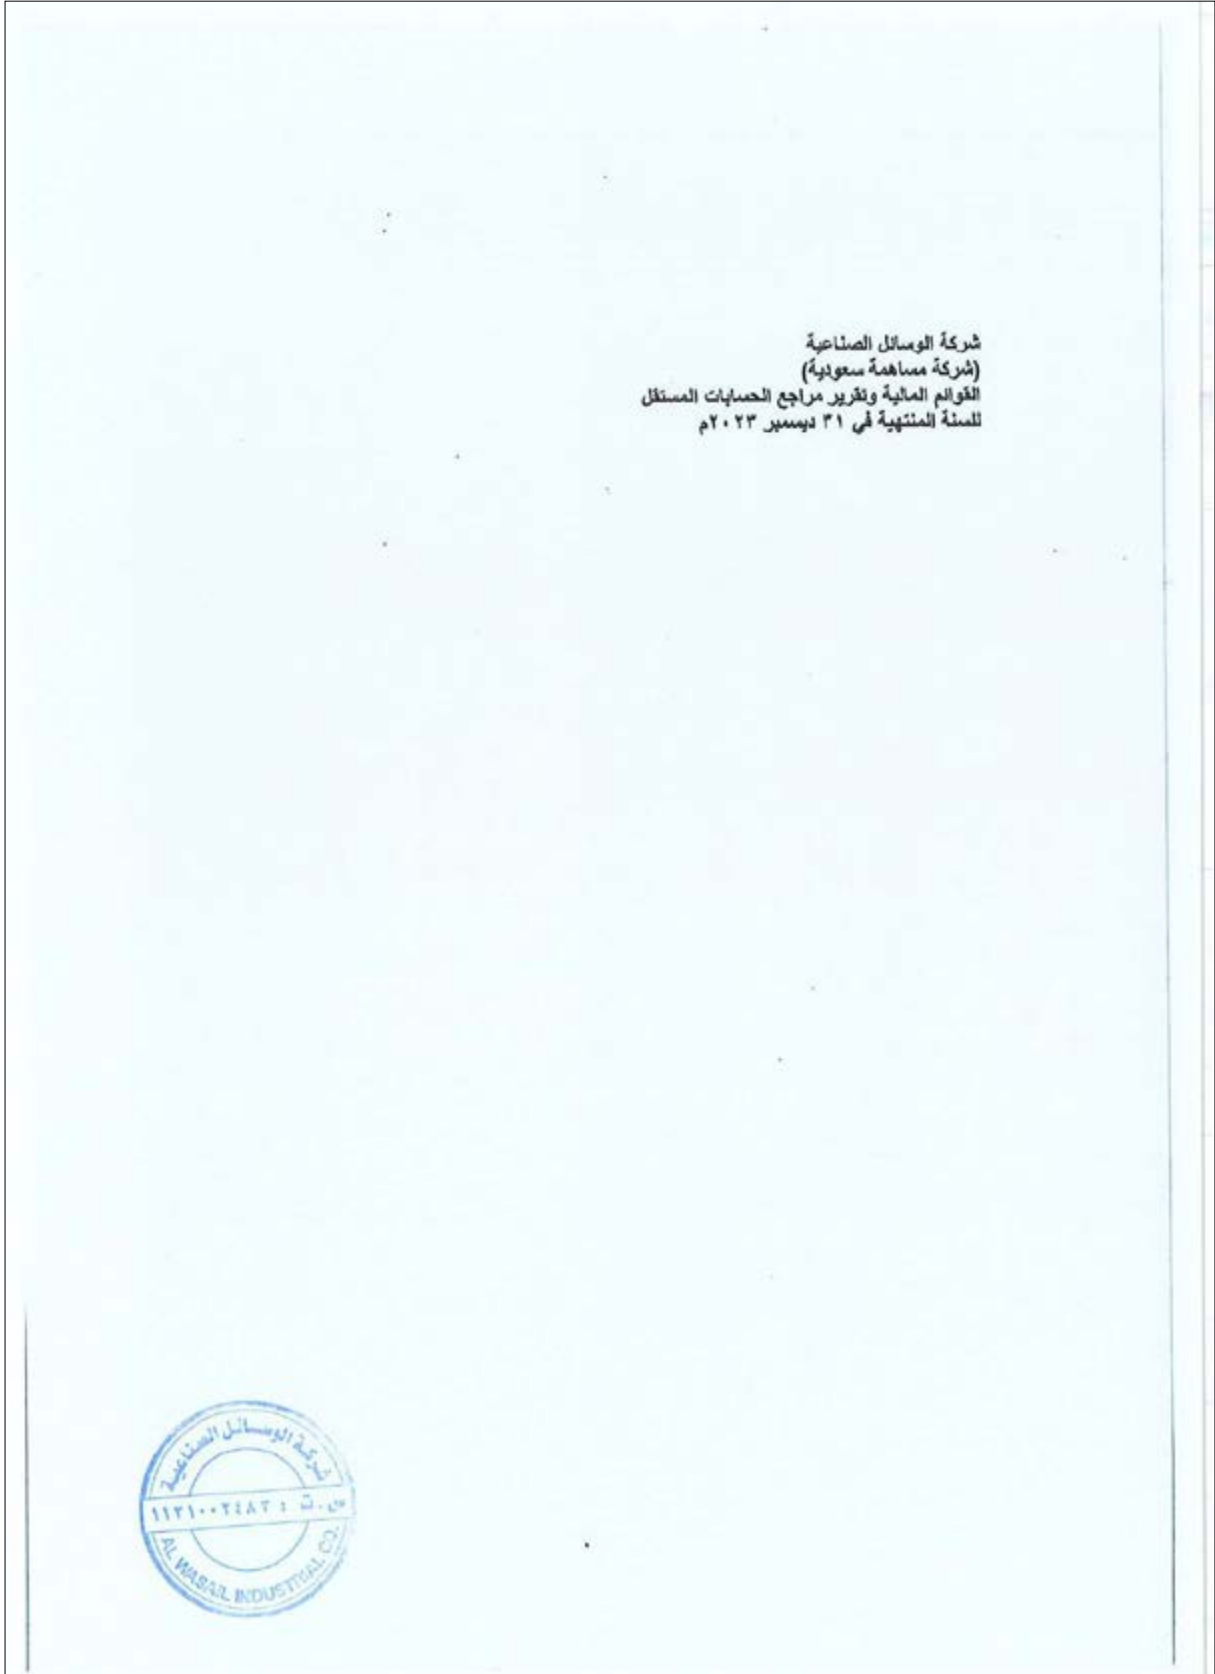 شركة الوسائل الصناعية
(شركة مساهمة سعودية)
القوائم المالية وتقرير مراجع الحسابات المستقل
للسنة المنتهية في ٣١ ديسمبر ٢٠٢٣م
شركة الوسائل الصناعية
س.ت :
AL WASAIL INDUSTRIAL CO.